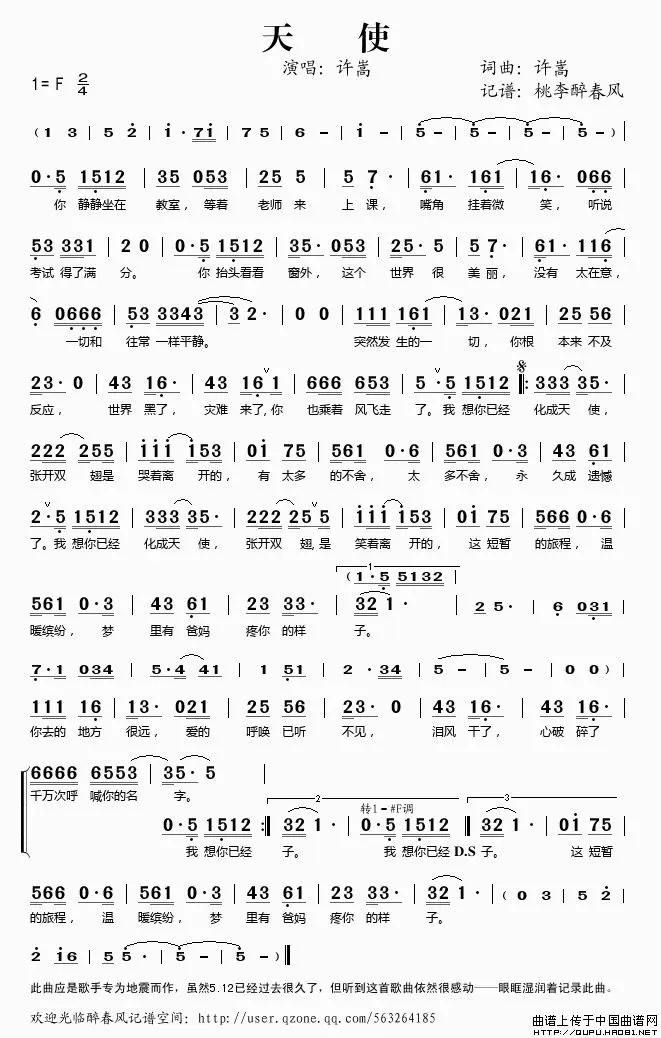 天 使
演唱：许嵩 词曲：许嵩
1=F 2/4
记谱：桃李醉春风
( 1 3 | 5 2 | i · 7i | 7 5 | 6 - | i - | 5 - | 5 - | 5 - | 5 - ) |
0·5 1512 | 35 053 | 25 5 | 5 7· | 61· 161 | 16· 066 |
你 静静坐在 教室，等着 老师 来 上 课， 嘴角 挂着微 笑， 听说
53 331 | 2 0 | 0·5 1512 | 35· 053 | 25· 5 | 5 7· | 61· 116 |
考试 得了满 分。 你 抬头看看 窗外，这个 世界 很 美 丽， 没有 太在意，
6 0666 | 53 3343 | 3 2· | 0 0 | 111 161 | 13· 021 | 25 56 |
一切和 往常 一样平静。 突然发 生的一 切，你根 本来 不及
23· 0 | 43 16· | 43 16 1 | 666 653 | 5 ·5 1512 |: 333 35· |
反应， 世界 黑了， 灾难 来了,你 也乘着 风飞走 了。我 想你已经 化成天 使，
222 255 | iii i53 | 0i 75 | 561 0·6 | 561 0·3 | 43 61 |
张开双 翅是 哭着离 开的， 有 太多 的不舍， 太 多不舍， 永 久成 遗憾
2·5 1512 | 333 35· | 222 25 5 | iii i53 | 0i 75 | 566 0·6 |
了。我 想你已经 化成天 使， 张开双 翅,是 笑着离 开的， 这 短暂 的旅程， 温
1
(1·5 5132
561 0·3 | 43 61 | 23 33· | 32 1· | 2 5· | 6 031 |
暖缤纷， 梦 里有 爸妈 疼你 的样 子。
7·1 034 | 5·4 41 | 1 51 | 2 ·34 | 5 - | 5 - | 0 0 ) |
111 16· | 13· 021 | 25 56 | 23· 0 | 43 16· | 43 16· |
你去的 地方 很远， 爱的 呼唤 已听 不见， 泪风 干了， 心破 碎了
6666 6553 | 35· 5 |
千万次呼 喊你的名 字。
2 转1=#F调 3
0·5 1512 :| 32 1· | 0·5 1512 :| 32 1· | 0i 75 |
我 想你已经 子。 我 想你已经 D.S 子。 这 短暂
566 0·6 | 561 0·3 | 43 61 | 23 33· | 32 1· | ( 0 3 | 5 2 |
的旅程， 温 暖缤纷， 梦 里有 爸妈 疼你 的样 子。
2 i6 | 5 5 | 5 - | 5 - | 5 - ) ||
此曲应是歌手专为地震而作，虽然5.12已经过去很久了，但听到这首歌曲依然很感动——眼眶湿润着记录此曲。
欢迎光临醉春风记谱空间：http://user.qzone.qq.com/563264185
曲谱上传于中国曲谱网
HTTP://QUPU.HAO81.NET